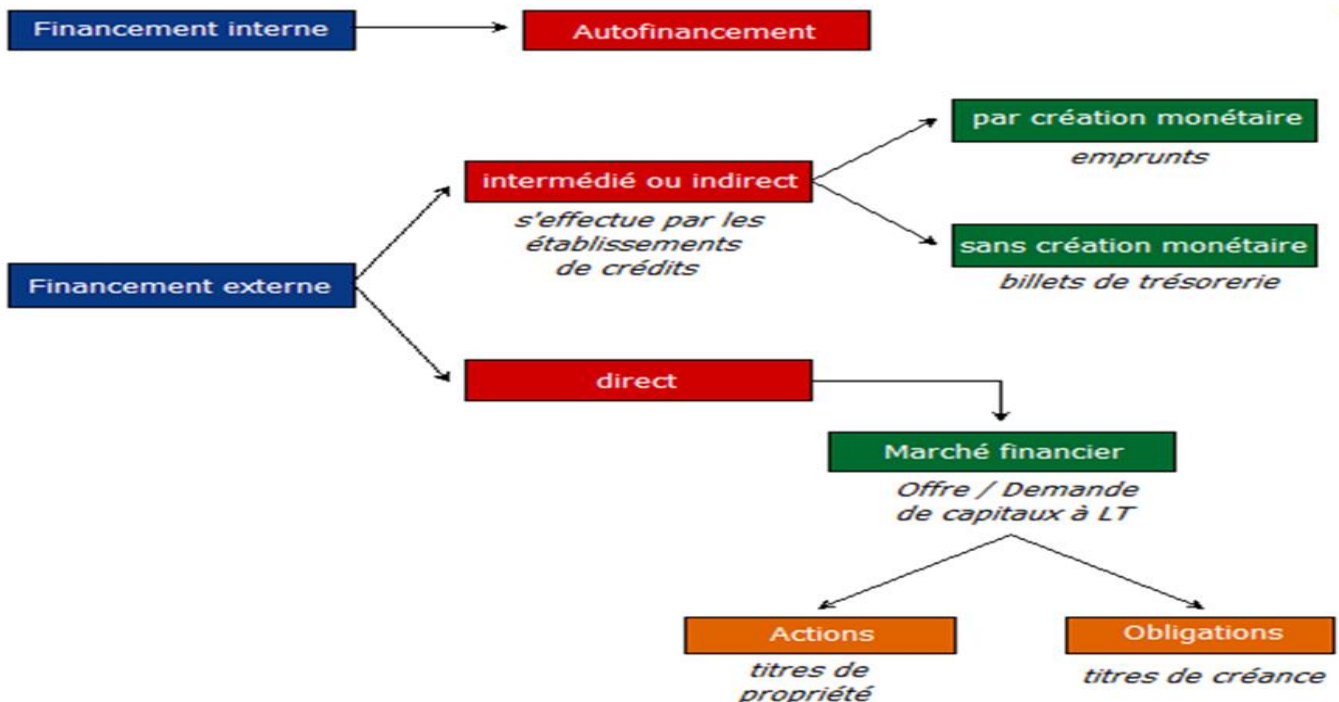 Financement interne
Autofinancement
par création monétaire
emprunts
intermédié ou indirect
s'effectue par les
établissements
de crédits
sans création monétaire
billets de trésorerie
Financement externe
direct
Marché financier
Offre / Demande
de capitaux à LT
Actions
titres de
propriété
Obligations
titres de créance